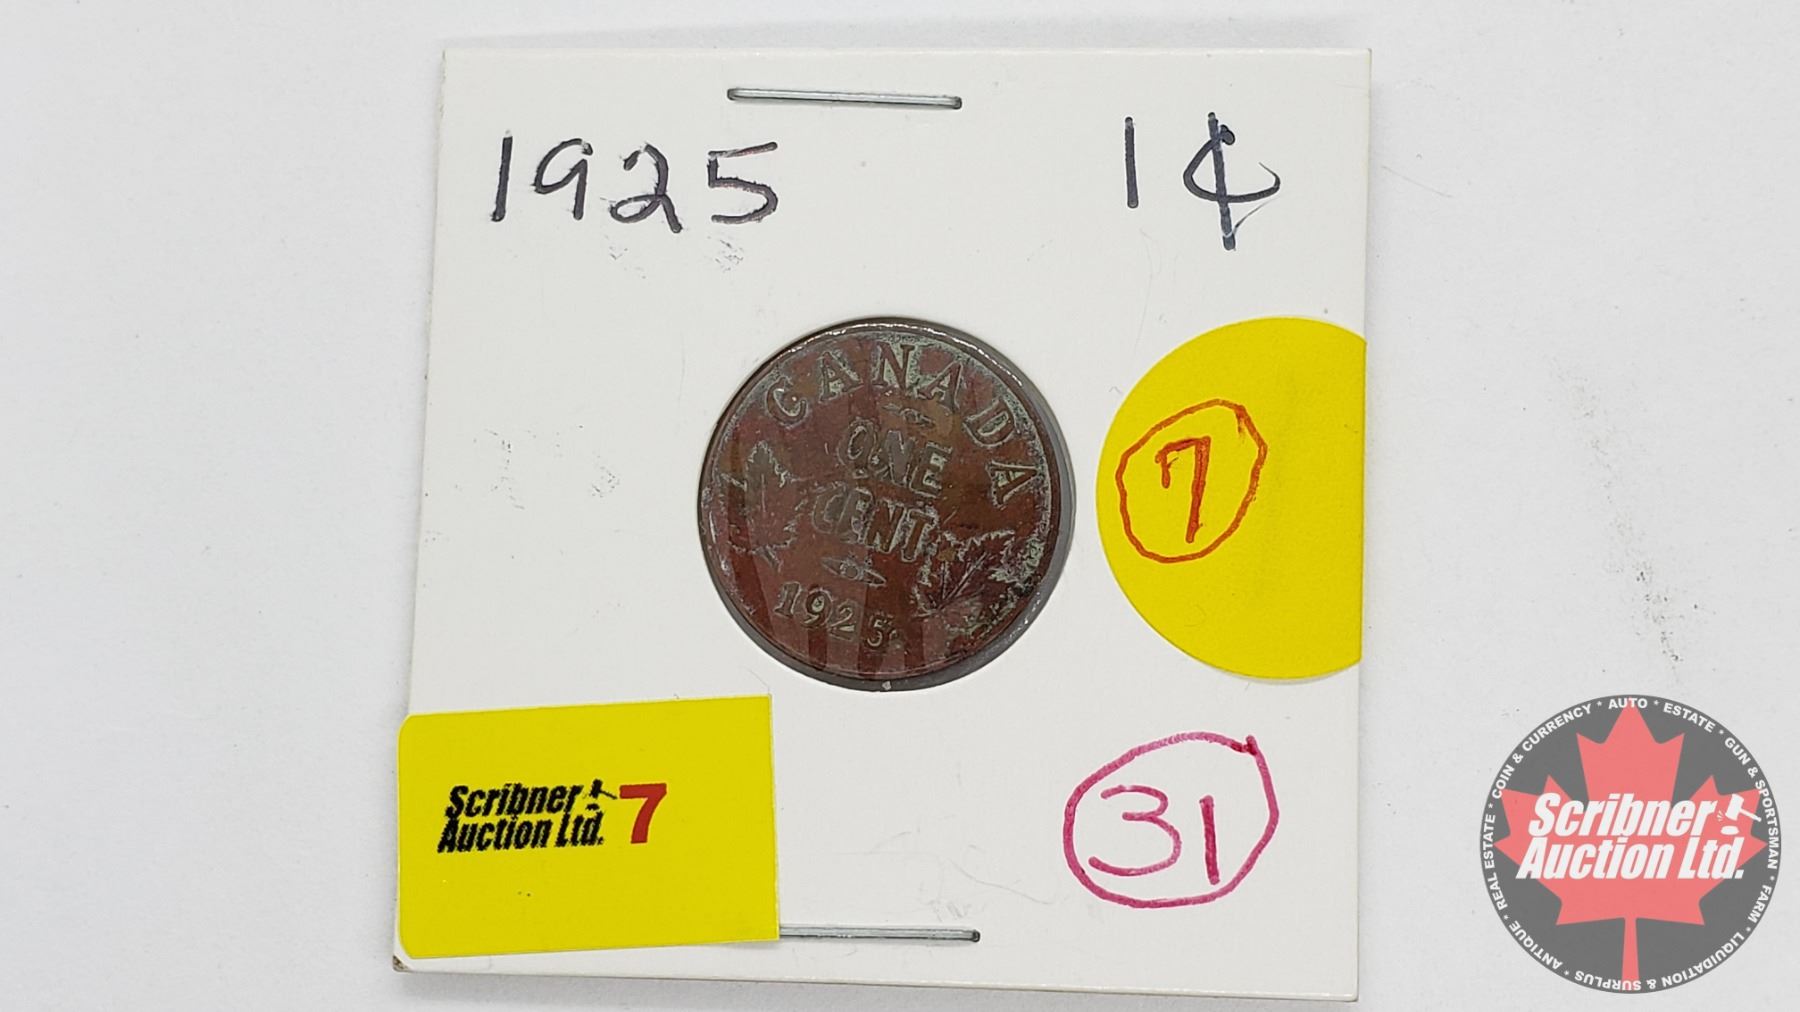 1925 1¢
CANADA
ONE
CENT
1925
7
Scribner
Auction Ltd. 7
31
COIN & CURRENCY * AUTO * ESTATE * GUN & SPORTSMAN * FARM * LIQUIDATION & SURPLUS * ANTIQUE * REAL ESTATE *
Scribner
Auction Ltd.